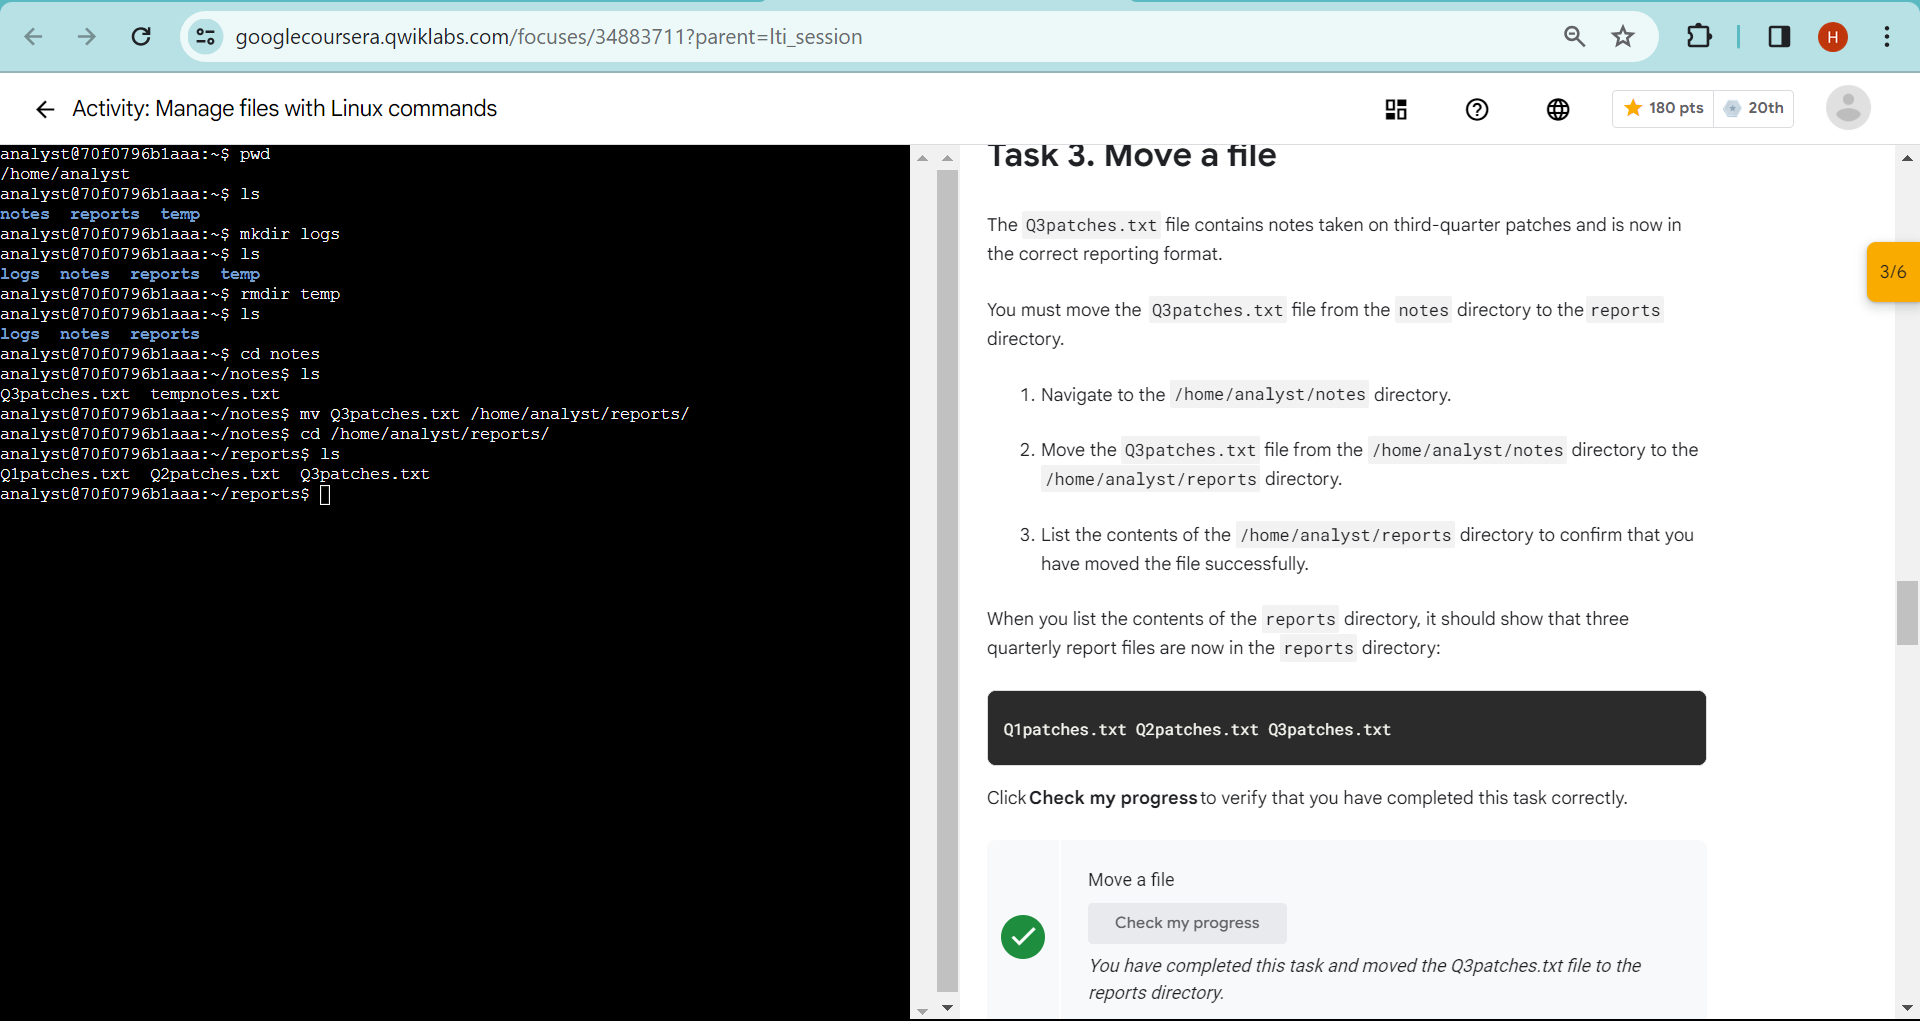 googlecoursera.qwiklabs.com/focuses/34883711?parent=lti_session
H
Activity: Manage files with Linux commands
180 pts
20th
analyst@70f0796b1aaa:~$ pwd
/home/analyst
analyst@70f0796b1aaa:~$ ls
notes  reports  temp
analyst@70f0796b1aaa:~$ mkdir logs
analyst@70f0796b1aaa:~$ ls
logs  notes  reports  temp
analyst@70f0796b1aaa:~$ rmdir temp
analyst@70f0796b1aaa:~$ ls
logs  notes  reports
analyst@70f0796b1aaa:~$ cd notes
analyst@70f0796b1aaa:~/notes$ ls
Q3patches.txt  tempnotes.txt
analyst@70f0796b1aaa:~/notes$ mv Q3patches.txt /home/analyst/reports/
analyst@70f0796b1aaa:~/notes$ cd /home/analyst/reports/
analyst@70f0796b1aaa:~/reports$ ls
Q1patches.txt  Q2patches.txt  Q3patches.txt
analyst@70f0796b1aaa:~/reports$
Task 3. Move a file
The Q3patches.txt file contains notes taken on third-quarter patches and is now in
the correct reporting format.
3/6
You must move the Q3patches.txt file from the notes directory to the reports
directory.
1. Navigate to the /home/analyst/notes directory.
2. Move the Q3patches.txt file from the /home/analyst/notes directory to the
/home/analyst/reports directory.
3. List the contents of the /home/analyst/reports directory to confirm that you
have moved the file successfully.
When you list the contents of the reports directory, it should show that three
quarterly report files are now in the reports directory:
Q1patches.txt Q2patches.txt Q3patches.txt
Click Check my progress to verify that you have completed this task correctly.
Move a file
Check my progress
You have completed this task and moved the Q3patches.txt file to the
reports directory.